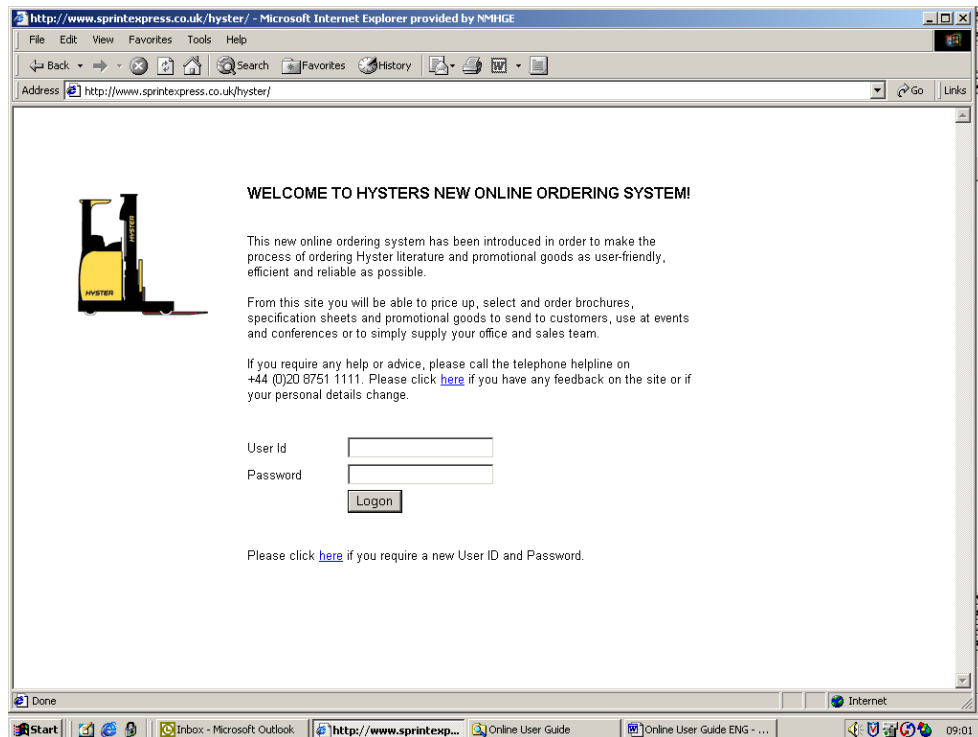 http://www.sprintexpress.co.uk/hyster/ - Microsoft Internet Explorer provided by NMHGE
File Edit View Favorites Tools Help
Back Search Favorites History
Address http://www.sprintexpress.co.uk/hyster/ Go Links
WELCOME TO HYSTERS NEW ONLINE ORDERING SYSTEM!
HYSTER
HYSTER
This new online ordering system has been introduced in order to make the
process of ordering Hyster literature and promotional goods as user-friendly,
efficient and reliable as possible.
From this site you will be able to price up, select and order brochures,
specification sheets and promotional goods to send to customers, use at events
and conferences or to simply supply your office and sales team.
If you require any help or advice, please call the telephone helpline on
+44 (0)20 8751 1111. Please click here if you have any feedback on the site or if
your personal details change.
User Id
Password
Logon
Please click here if you require a new User ID and Password.
Done Internet
Start Inbox - Microsoft Outlook http://www.sprintexp... Online User Guide Online User Guide ENG - ... 09:01